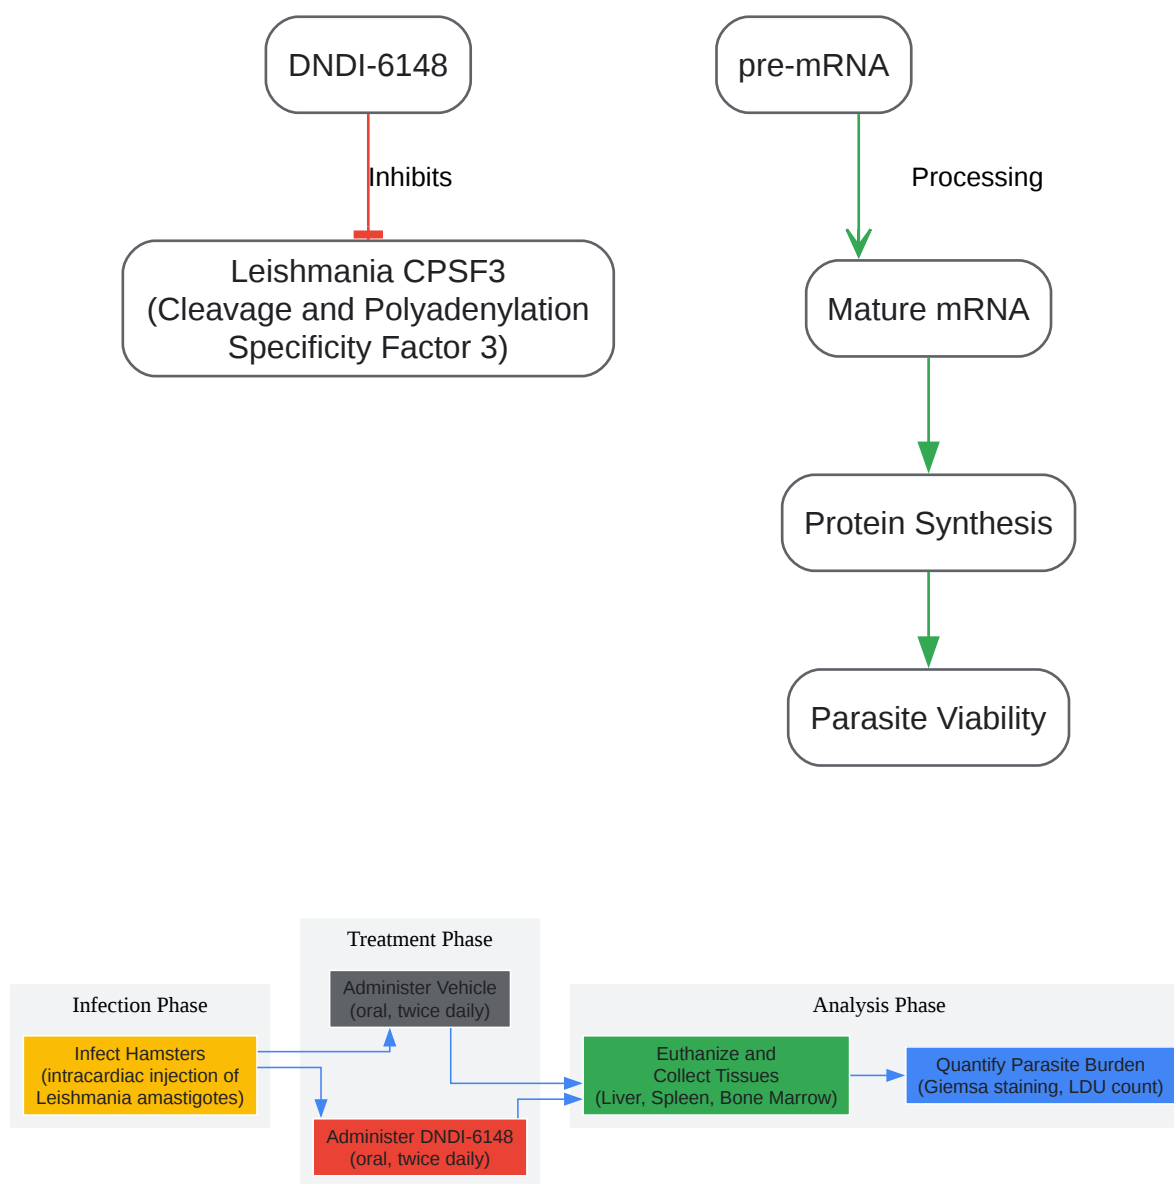 DNDI-6148
pre-mRNA
Inhibits
Processing
Leishmania CPSF3
(Cleavage and Polyadenylation
Specificity Factor 3)
Mature mRNA
Protein Synthesis
Parasite Viability
Infection Phase
Infect Hamsters
(intracardiac injection of
Leishmania amastigotes)
Treatment Phase
Administer Vehicle
(oral, twice daily)
Administer DNDI-6148
(oral, twice daily)
Analysis Phase
Euthanize and
Collect Tissues
(Liver, Spleen, Bone Marrow)
Quantify Parasite Burden
(Giemsa staining, LDU count)